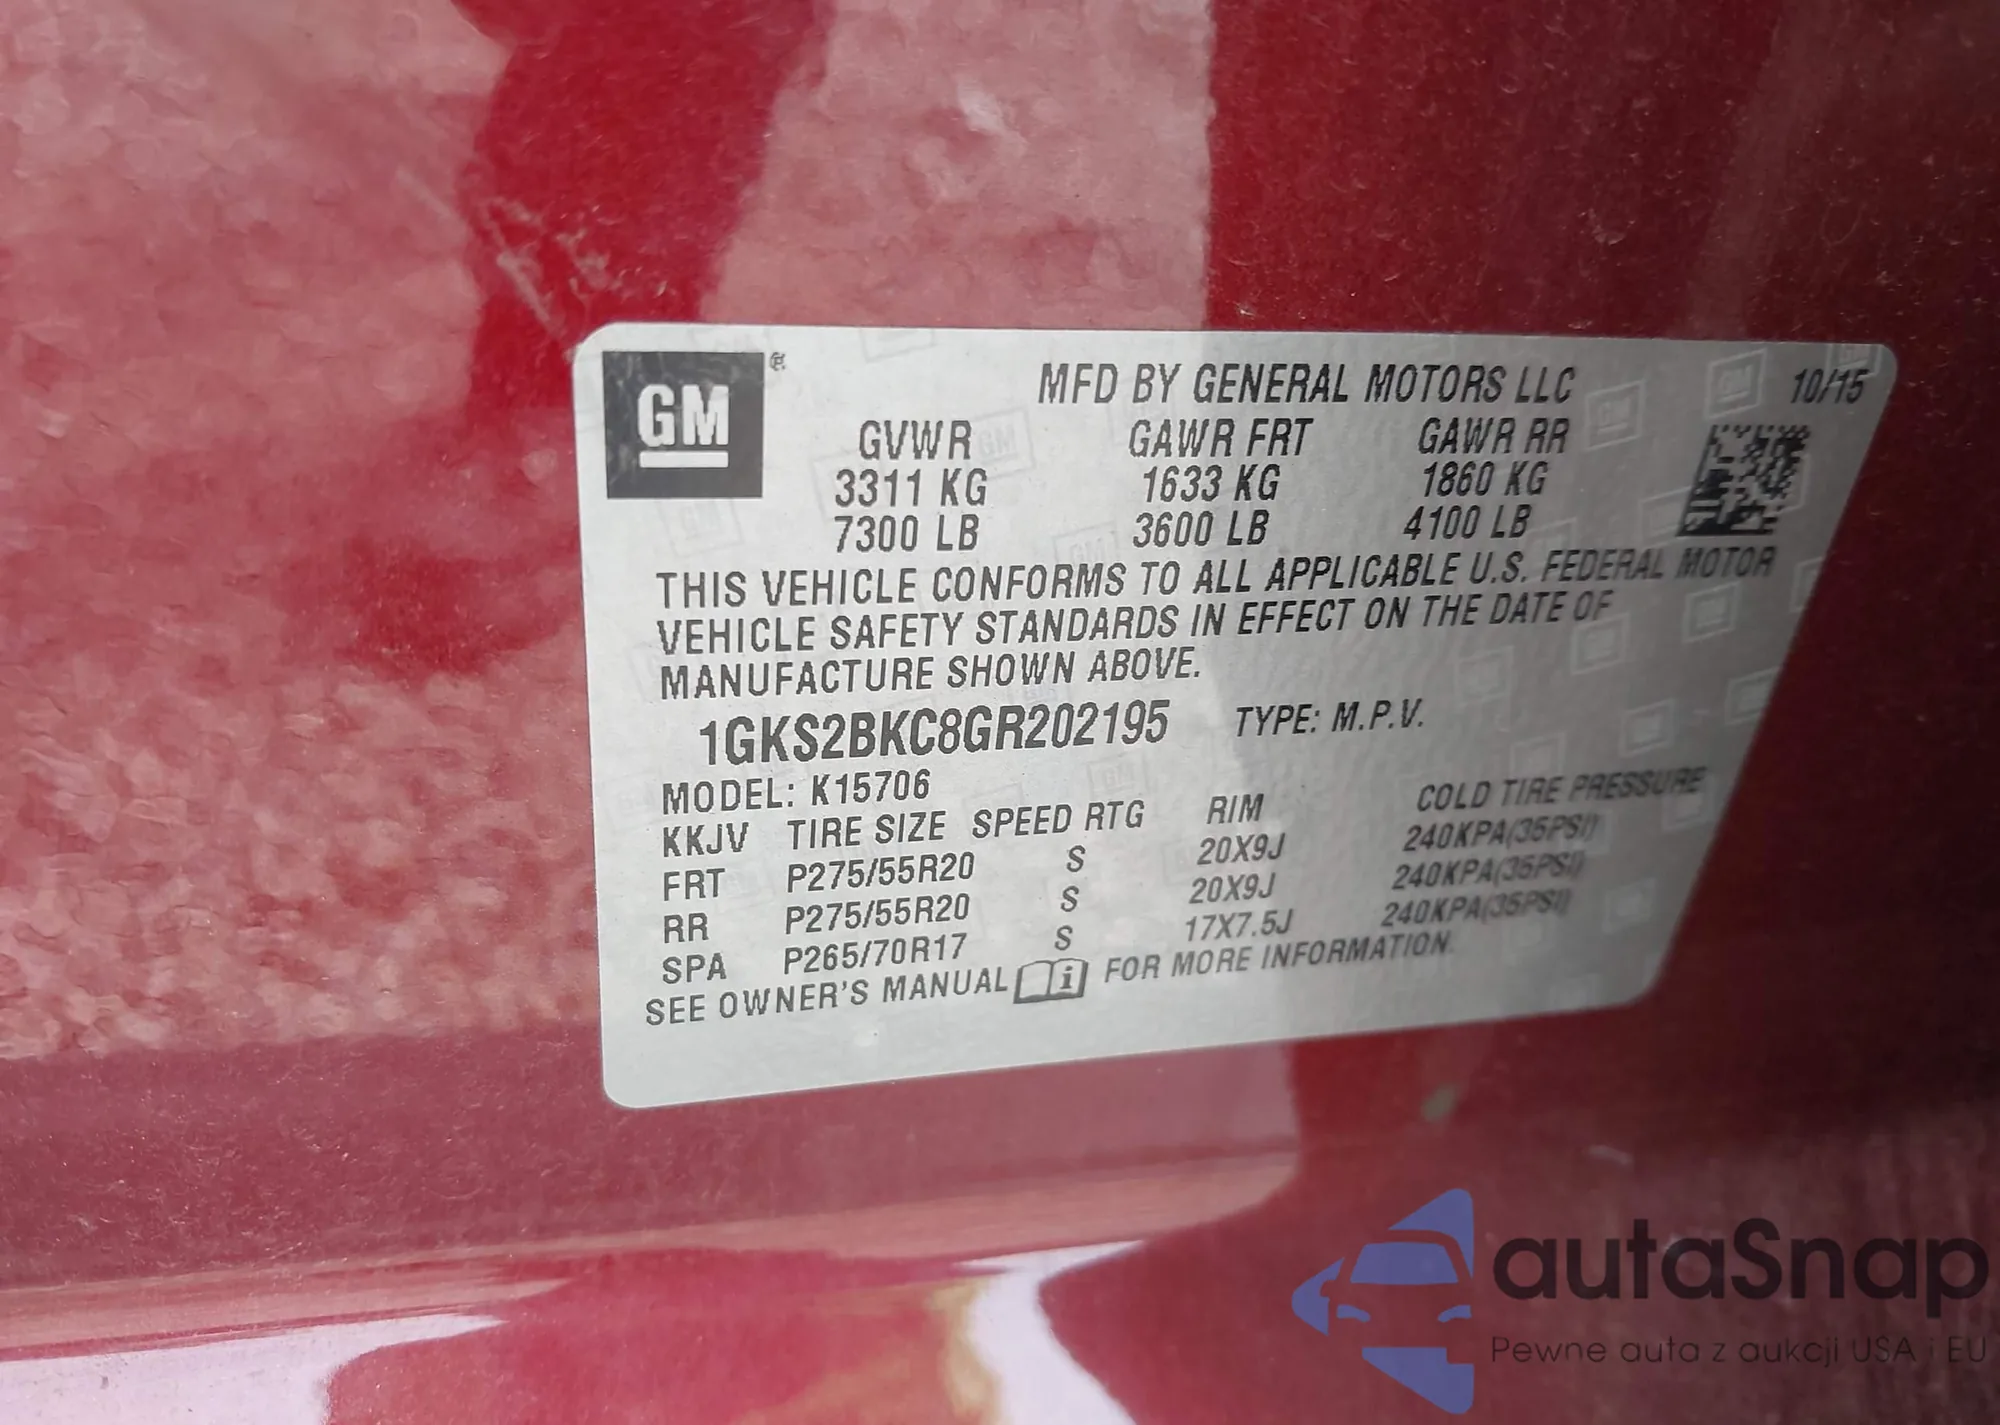 GM ®
MFD BY GENERAL MOTORS LLC 10/15
GVWR GAWR FRT GAWR RR
3311 KG 1633 KG 1860 KG
7300 LB 3600 LB 4100 LB
THIS VEHICLE CONFORMS TO ALL APPLICABLE U.S. FEDERAL MOTOR
VEHICLE SAFETY STANDARDS IN EFFECT ON THE DATE OF
MANUFACTURE SHOWN ABOVE.
1GKS2BKC8GR202195 TYPE: M.P.V.
MODEL: K15706
KKJV TIRE SIZE SPEED RTG RIM COLD TIRE PRESSURE
FRT P275/55R20 S 20X9J 240KPA(35PSI)
RR P275/55R20 S 20X9J 240KPA(35PSI)
SPA P265/70R17 S 17X7.5J 240KPA(35PSI)
SEE OWNER'S MANUAL i FOR MORE INFORMATION.
autaSnap
Pewne auta z aukcji USA i EU